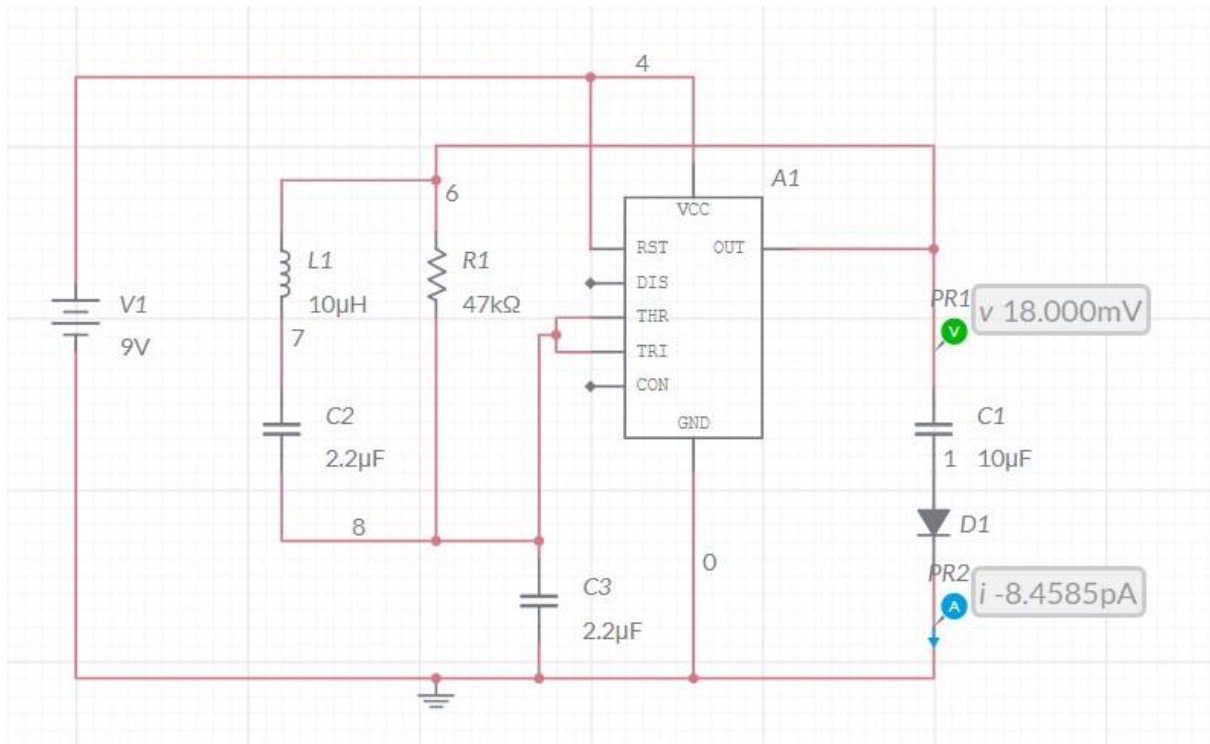 4
A1
VCC
6
RST
OUT
L1
R1
DIS
10μH
47kΩ
V1
PR1
v 18.000mV
THR
7
TRI
9V
CON
C2
C1
GND
2.2μF
1
10μF
8
D1
0
PR2
C3
i -8.4585pA
A
2.2μF
V